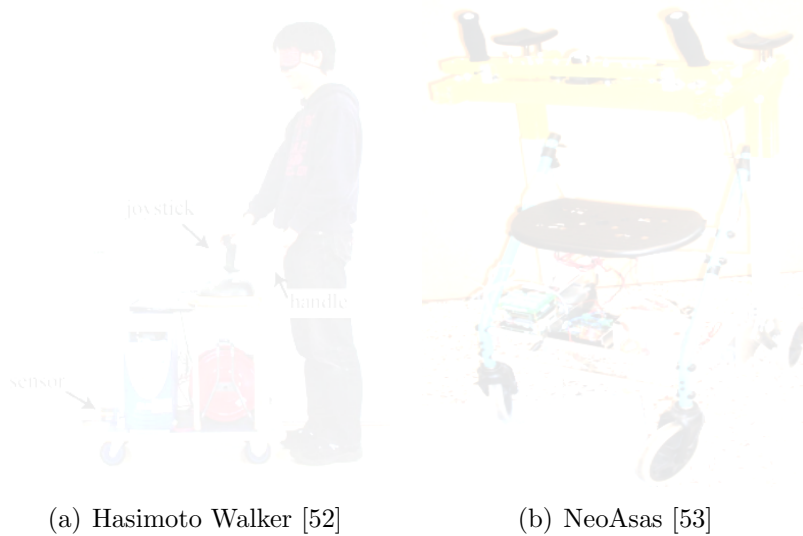 joystick
handle
sensor
(a) Hasimoto Walker [52]
(b) NeoAsas [53]